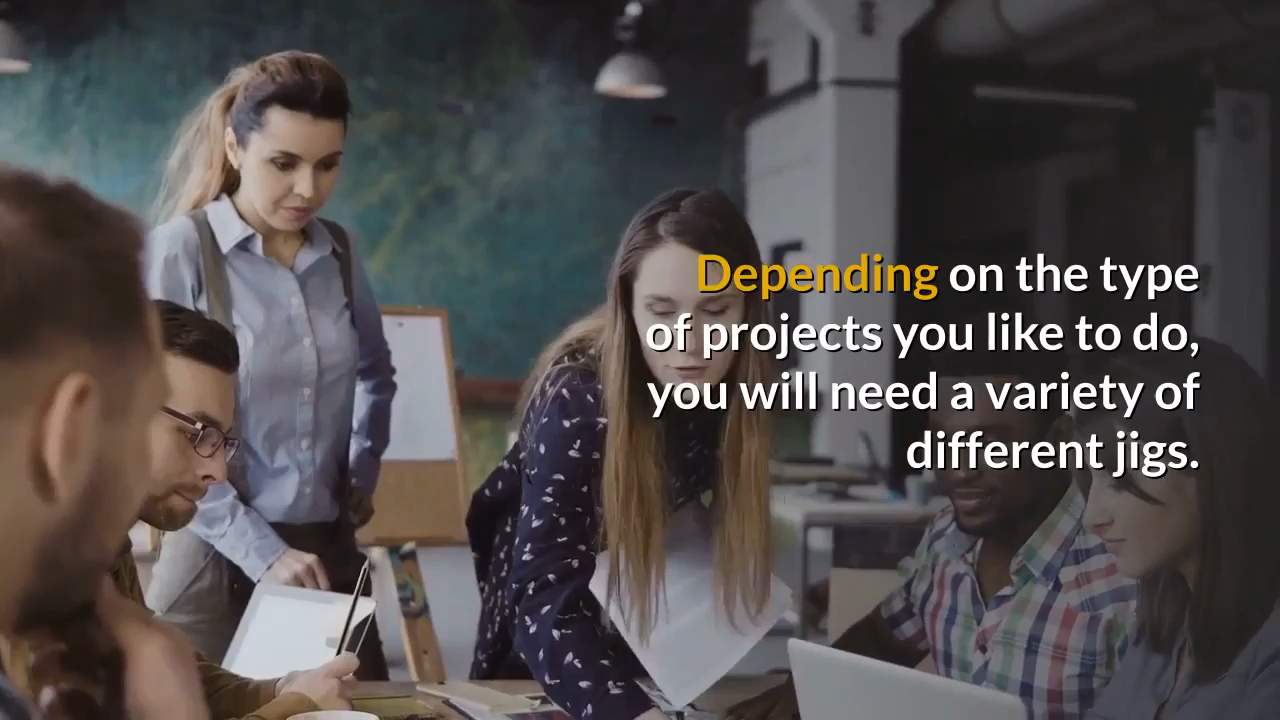 Depending on the type
of projects you like to do,
you will need a variety of
different jigs.